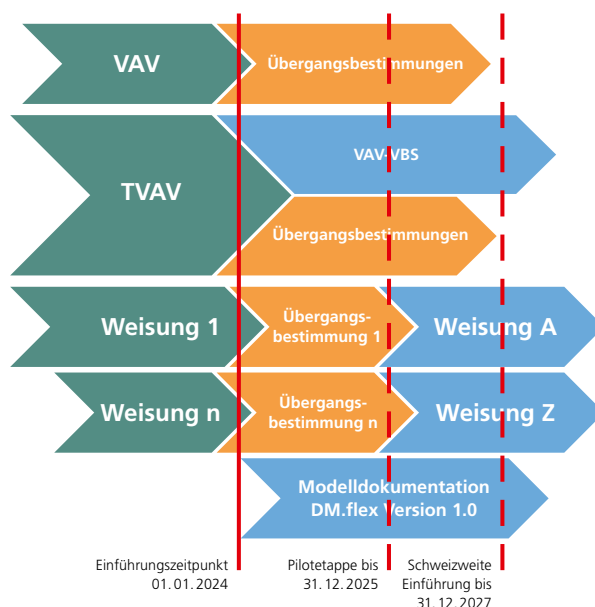 VAV
Übergangsbestimmungen
VAV-VBS
TVAV
Übergangsbestimmungen
Weisung 1
Übergangs-
bestimmung 1
Weisung A
Weisung n
Übergangs-
bestimmung n
Weisung Z
Modelldokumentation
DM.flex Version 1.0
Einführungszeitpunkt
01.01.2024
Pilotetappe bis
31.12.2025
Schweizweite
Einführung bis
31.12.2027